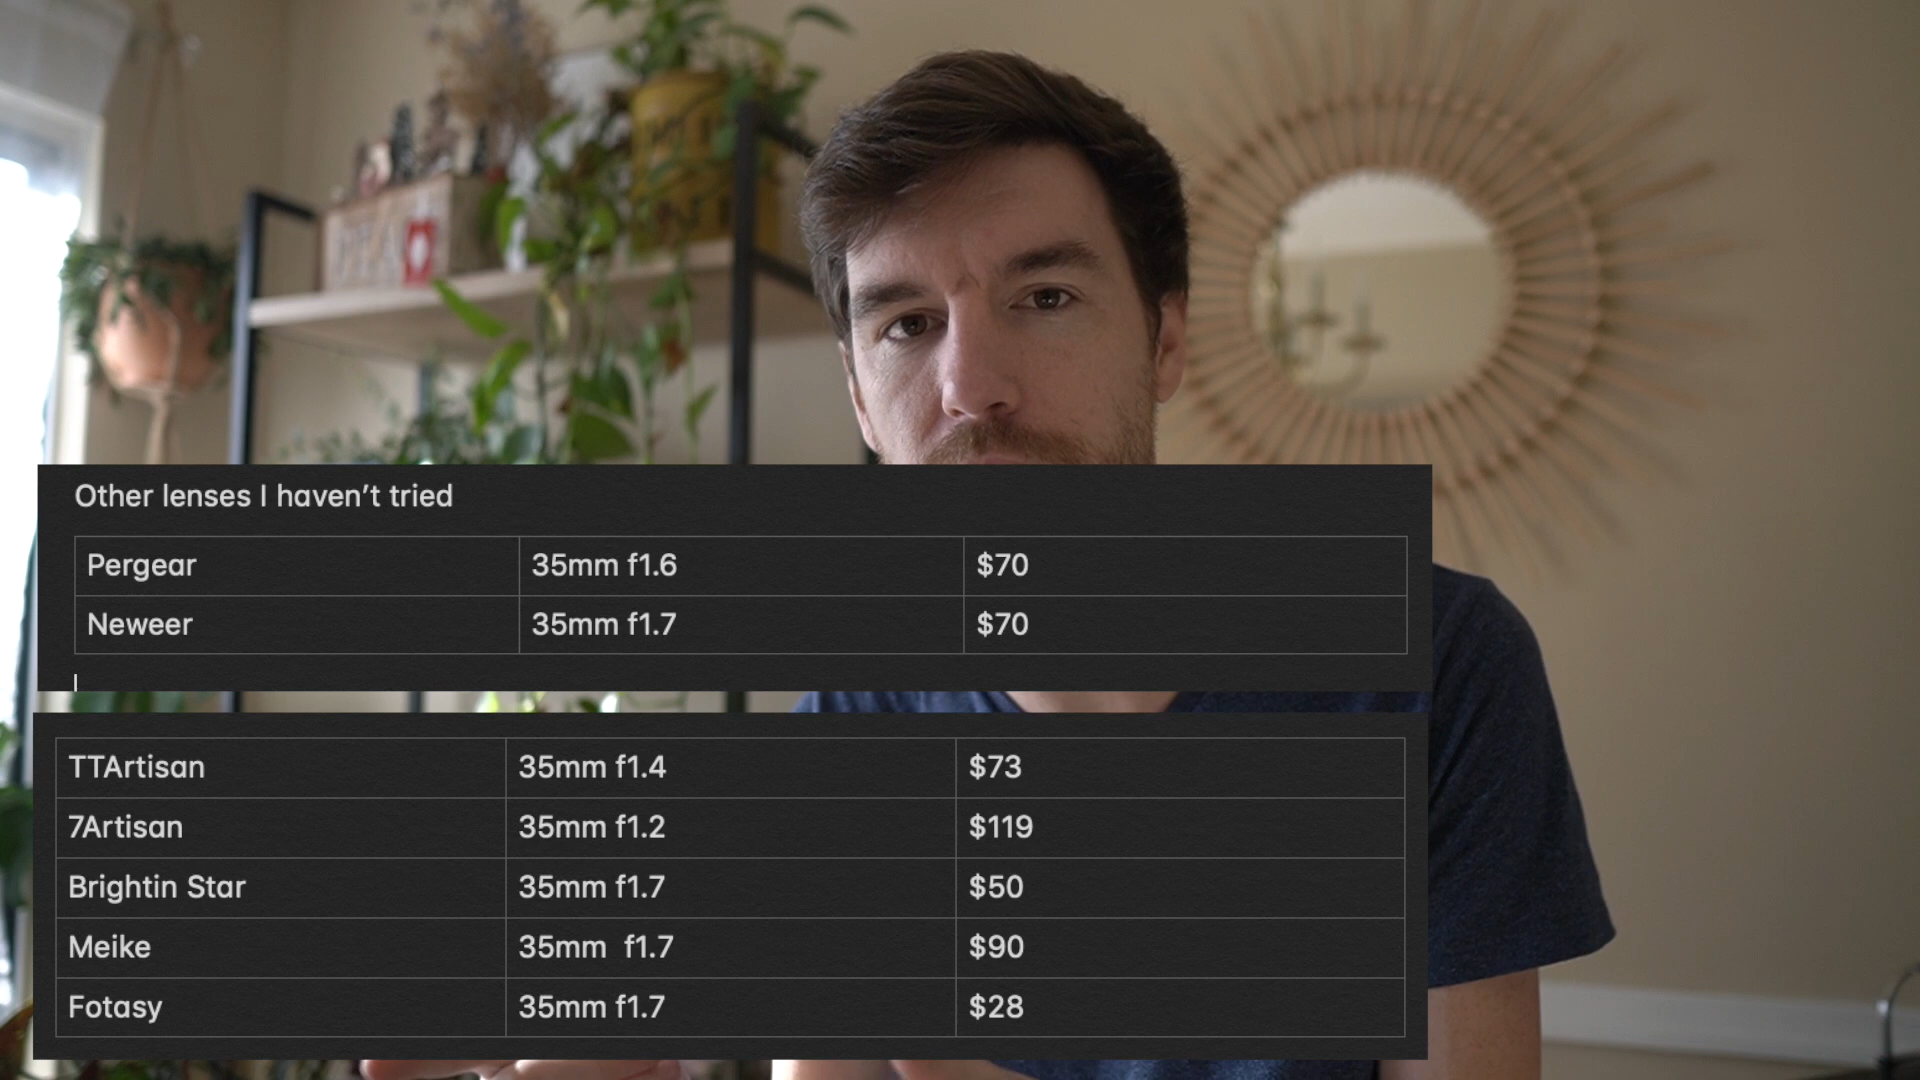 Other lenses I haven't tried
Pergear 35mm f1.6 $70
Neweer 35mm f1.7 $70
TTArtisan 35mm f1.4 $73
7Artisan 35mm f1.2 $119
Brightin Star 35mm f1.7 $50
Meike 35mm f1.7 $90
Fotasy 35mm f1.7 $28